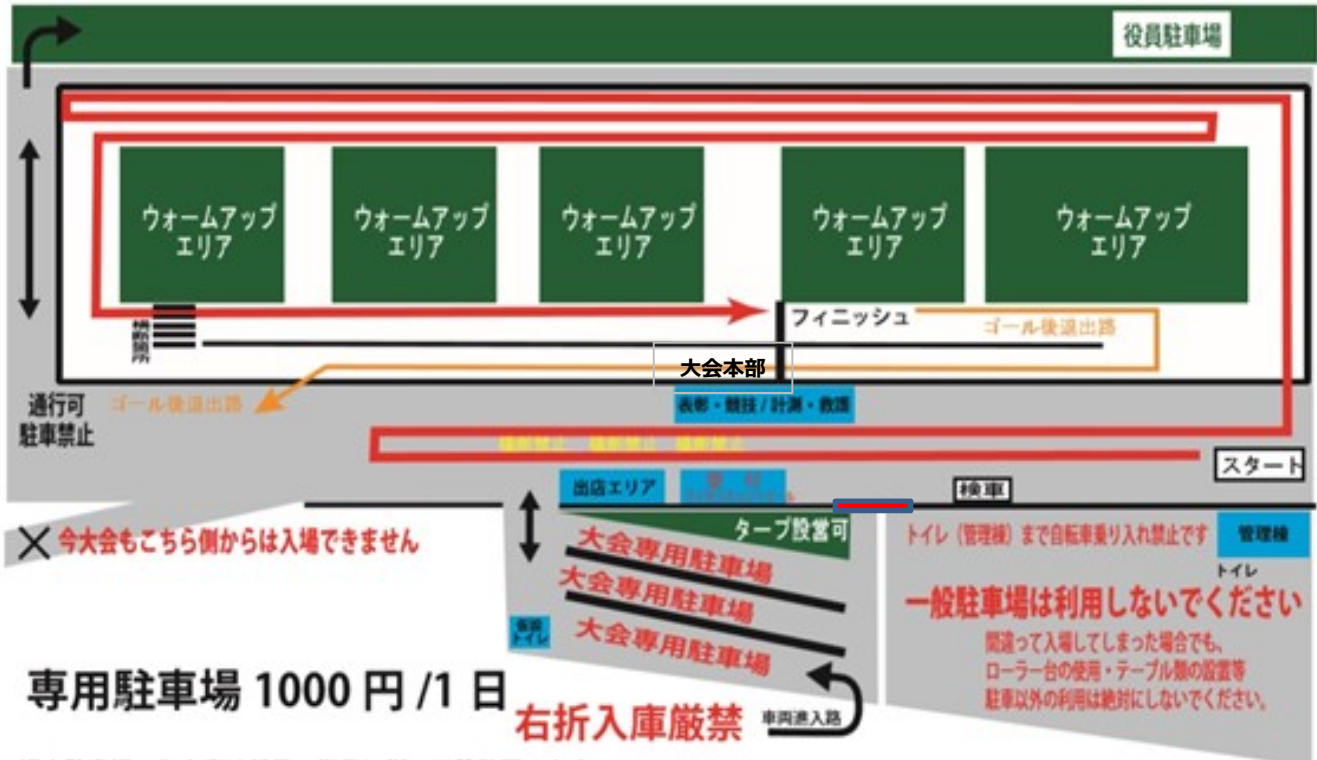 役員駐車場
ウォームアップ
エリア
ウォームアップ
エリア
ウォームアップ
エリア
ウォームアップ
エリア
ウォームアップ
エリア
横断箇所
フィニッシュ
ゴール後退出路
大会本部
通行可
駐車禁止
ゴール後退出路
表彰・競技/計測・救護
横断禁止 横断禁止 横断禁止
スタート
出店エリア
受付
検車
✕ 今大会もこちら側からは入場できません
タープ設営可
トイレ（管理棟）まで自転車乗り入れ禁止です
管理棟
トイレ
大会専用駐車場
大会専用駐車場
大会専用駐車場
仮設
トイレ
一般駐車場は利用しないでください
間違って入場してしまった場合でも、
ローラー台の使用・テーブル類の設置等
駐車以外の利用は絶対にしないでください。
専用駐車場 1000 円 /1 日
右折入庫厳禁
車両進入路